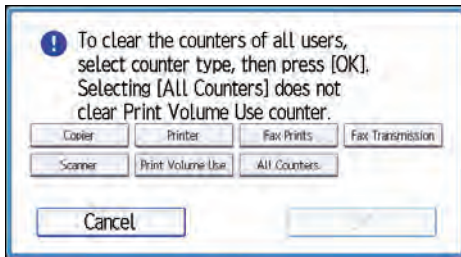 To clear the counters of all users,
select counter type, then press [OK].
Selecting [All Counters] does not
clear Print Volume Use counter.
Copier Printer Fax Prints Fax Transmission
Scanner Print Volume Use All Counters
Cancel